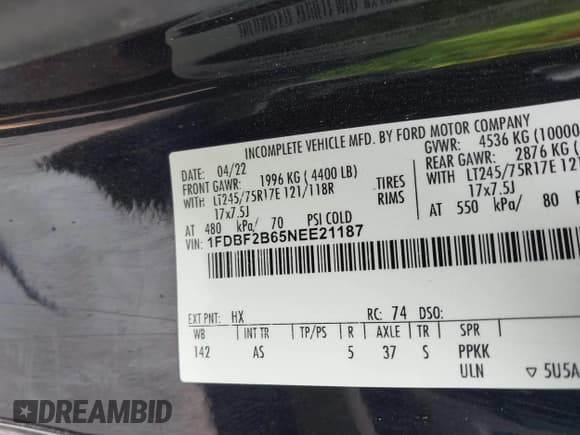 INCOMPLETE VEHICLE MFD. BY FORD MOTOR COMPANY
DATE: 04/22 GVWR: 4536 KG (10000
FRONT GAWR: 1996 KG (4400 LB) REAR GAWR: 2876 KG (
WITH LT245/75R17E 121/118R TIRES WITH LT245/75R17E 121
17x7.5J RIMS 17x7.5J
AT 480 kPa/ 70 PSI COLD AT 550 kPa/ 80 P
VIN: 1FDBF2B65NEE21187
EXT PNT: HX RC: 74 DSO:
WB INT TR TP/PS R AXLE TR SPR
142 AS 5 37 S PPKK
ULN ▽ 5U5A
DREAMBID